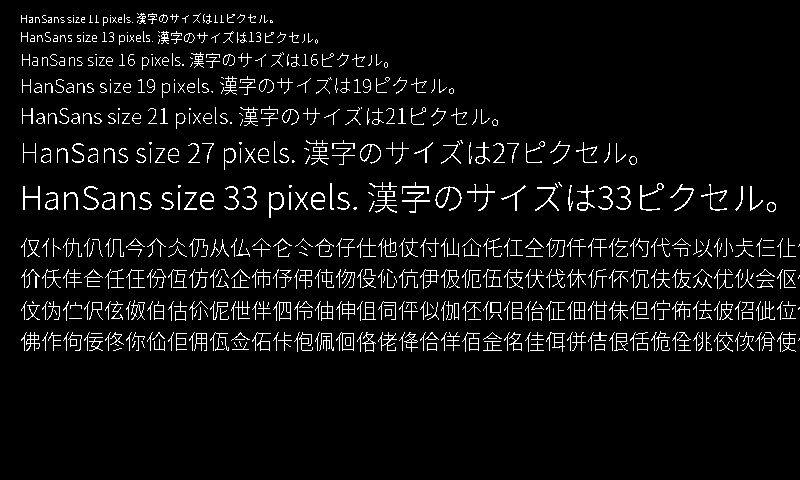 HanSans size 11 pixels. 漢字のサイズは11ピクセル。
HanSans size 13 pixels. 漢字のサイズは13ピクセル。
HanSans size 16 pixels. 漢字のサイズは16ピクセル。
HanSans size 19 pixels. 漢字のサイズは19ピクセル。
HanSans size 21 pixels. 漢字のサイズは21ピクセル。
HanSans size 27 pixels. 漢字のサイズは27ピクセル。
HanSans size 33 pixels. 漢字のサイズは33ピクセル。
仅仆仇仈仉今介仌仍从仏仐仑仒仓仔仕他仗付仙仚仛仜仝仞仟仠仡仢代令以仦仧仨仩
价仸仹仺任仼份仾仿伀企伂伃伄伅伆伇伈伉伊伋伌伍伎伏伐休伒伓伔伕伖众优伙会伛
伩伪伫伬伭伮伯估伱伲伳伴伵伶伷伸伹伺伻似伽伾伿佀佁佂佃佄佅但佇佈佉佊佋佌位
佛作佝佞佟你佡佢佣佤佥佦佧佨佩佪佫佬佭佮佯佰佱佲佳佴併佶佷佸佹佺佻佼佽佾使